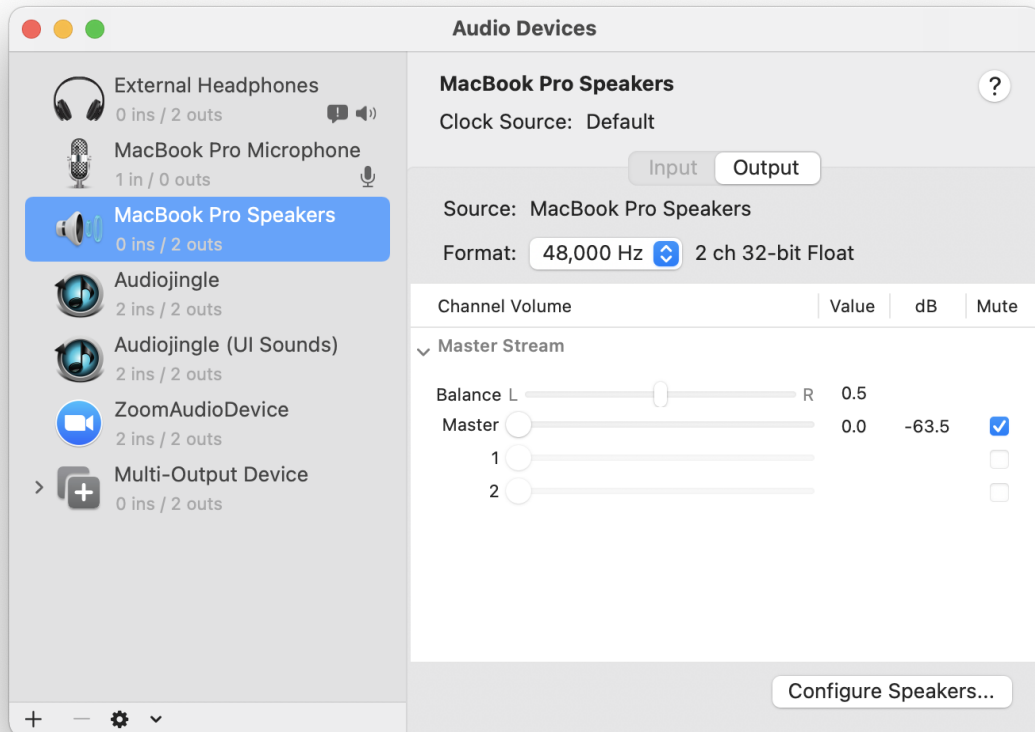 Audio Devices
External Headphones
0 ins / 2 outs
MacBook Pro Microphone
1 in / 0 outs
MacBook Pro Speakers
0 ins / 2 outs
Audiojingle
2 ins / 2 outs
Audiojingle (UI Sounds)
2 ins / 2 outs
ZoomAudioDevice
2 ins / 2 outs
Multi-Output Device
0 ins / 2 outs
MacBook Pro Speakers
?
Clock Source: Default
Input Output
Source: MacBook Pro Speakers
Format: 48,000 Hz 2 ch 32-bit Float
Channel Volume Value dB Mute
Master Stream
Balance L R 0.5
Master 0.0 -63.5
1
2
Configure Speakers...